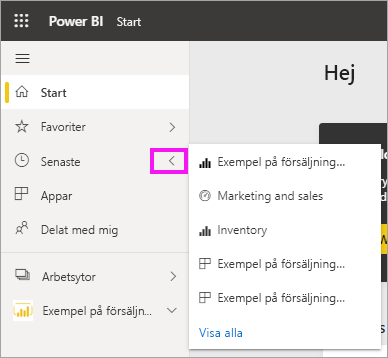 Power BI Start
Hej
Start
Favoriter
Senaste
Appar
Delat med mig
Arbetsytor
Exempel på försäljn...
Exempel på försäljning...
Marketing and sales
Inventory
Exempel på försäljning...
Exempel på försäljning...
Visa alla